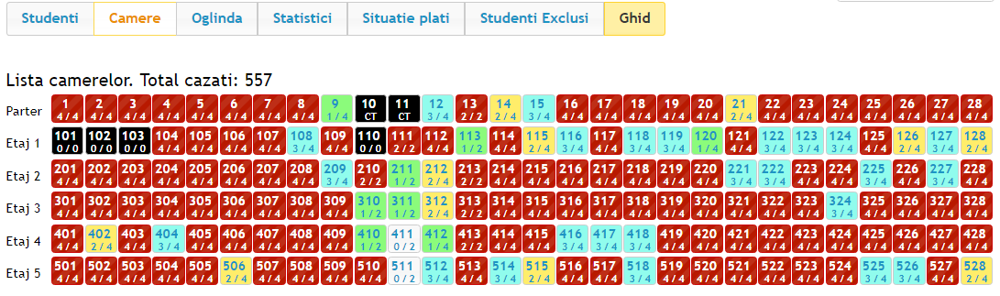 Studenti Camere Oglinda Statistici Situatie plati Studenti Exclusi Ghid
Lista camerelor. Total cazati: 557
Parter 1 2 3 4 5 6 7 8 9 10 11 12 13 14 15 16 17 18 19 20 21 22 23 24 25 26 27 28
4 / 4 4 / 4 4 / 4 4 / 4 4 / 4 4 / 4 4 / 4 4 / 4 1 / 4 CT CT 3 / 4 2 / 2 2 / 4 3 / 4 4 / 4 4 / 4 4 / 4 4 / 4 4 / 4 2 / 4 4 / 4 4 / 4 4 / 4 4 / 4 4 / 4 4 / 4 4 / 4
Etaj 1 101 102 103 104 105 106 107 108 109 110 111 112 113 114 115 116 117 118 119 120 121 122 123 124 125 126 127 128
0 / 0 0 / 0 0 / 0 4 / 4 4 / 4 4 / 4 4 / 4 3 / 4 4 / 4 0 / 0 2 / 2 4 / 4 1 / 2 4 / 4 2 / 4 3 / 4 4 / 4 3 / 4 3 / 4 1 / 4 4 / 4 3 / 4 3 / 4 3 / 4 4 / 4 2 / 4 3 / 4 2 / 4
Etaj 2 201 202 203 204 205 206 207 208 209 210 211 212 213 214 215 216 217 218 219 220 221 222 223 224 225 226 227 228
4 / 4 4 / 4 4 / 4 4 / 4 4 / 4 4 / 4 4 / 4 4 / 4 3 / 4 2 / 2 1 / 2 2 / 4 2 / 2 4 / 4 4 / 4 4 / 4 4 / 4 4 / 4 4 / 4 4 / 4 3 / 4 3 / 4 4 / 4 4 / 4 3 / 4 4 / 4 3 / 4 4 / 4
Etaj 3 301 302 303 304 305 306 307 308 309 310 311 312 313 314 315 316 317 318 319 320 321 322 323 324 325 326 327 328
4 / 4 4 / 4 4 / 4 4 / 4 4 / 4 4 / 4 4 / 4 4 / 4 4 / 4 1 / 2 1 / 2 2 / 4 2 / 2 4 / 4 4 / 4 4 / 4 4 / 4 4 / 4 4 / 4 4 / 4 4 / 4 4 / 4 4 / 4 3 / 4 4 / 4 4 / 4 4 / 4 4 / 4
Etaj 4 401 402 403 404 405 406 407 408 409 410 411 412 413 414 415 416 417 418 419 420 421 422 423 424 425 426 427 428
4 / 4 2 / 4 4 / 4 3 / 4 4 / 4 4 / 4 4 / 4 4 / 4 4 / 4 1 / 2 0 / 2 1 / 4 2 / 2 4 / 4 4 / 4 3 / 4 3 / 4 3 / 4 4 / 4 4 / 4 4 / 4 4 / 4 4 / 4 4 / 4 4 / 4 4 / 4 4 / 4 4 / 4
Etaj 5 501 502 503 504 505 506 507 508 509 510 511 512 513 514 515 516 517 518 519 520 521 522 523 524 525 526 527 528
4 / 4 4 / 4 4 / 4 4 / 4 4 / 4 2 / 4 4 / 4 4 / 4 4 / 4 4 / 4 0 / 2 3 / 4 4 / 4 3 / 4 2 / 4 4 / 4 4 / 4 3 / 4 4 / 4 4 / 4 4 / 4 4 / 4 4 / 4 4 / 4 3 / 4 3 / 4 4 / 4 2 / 4